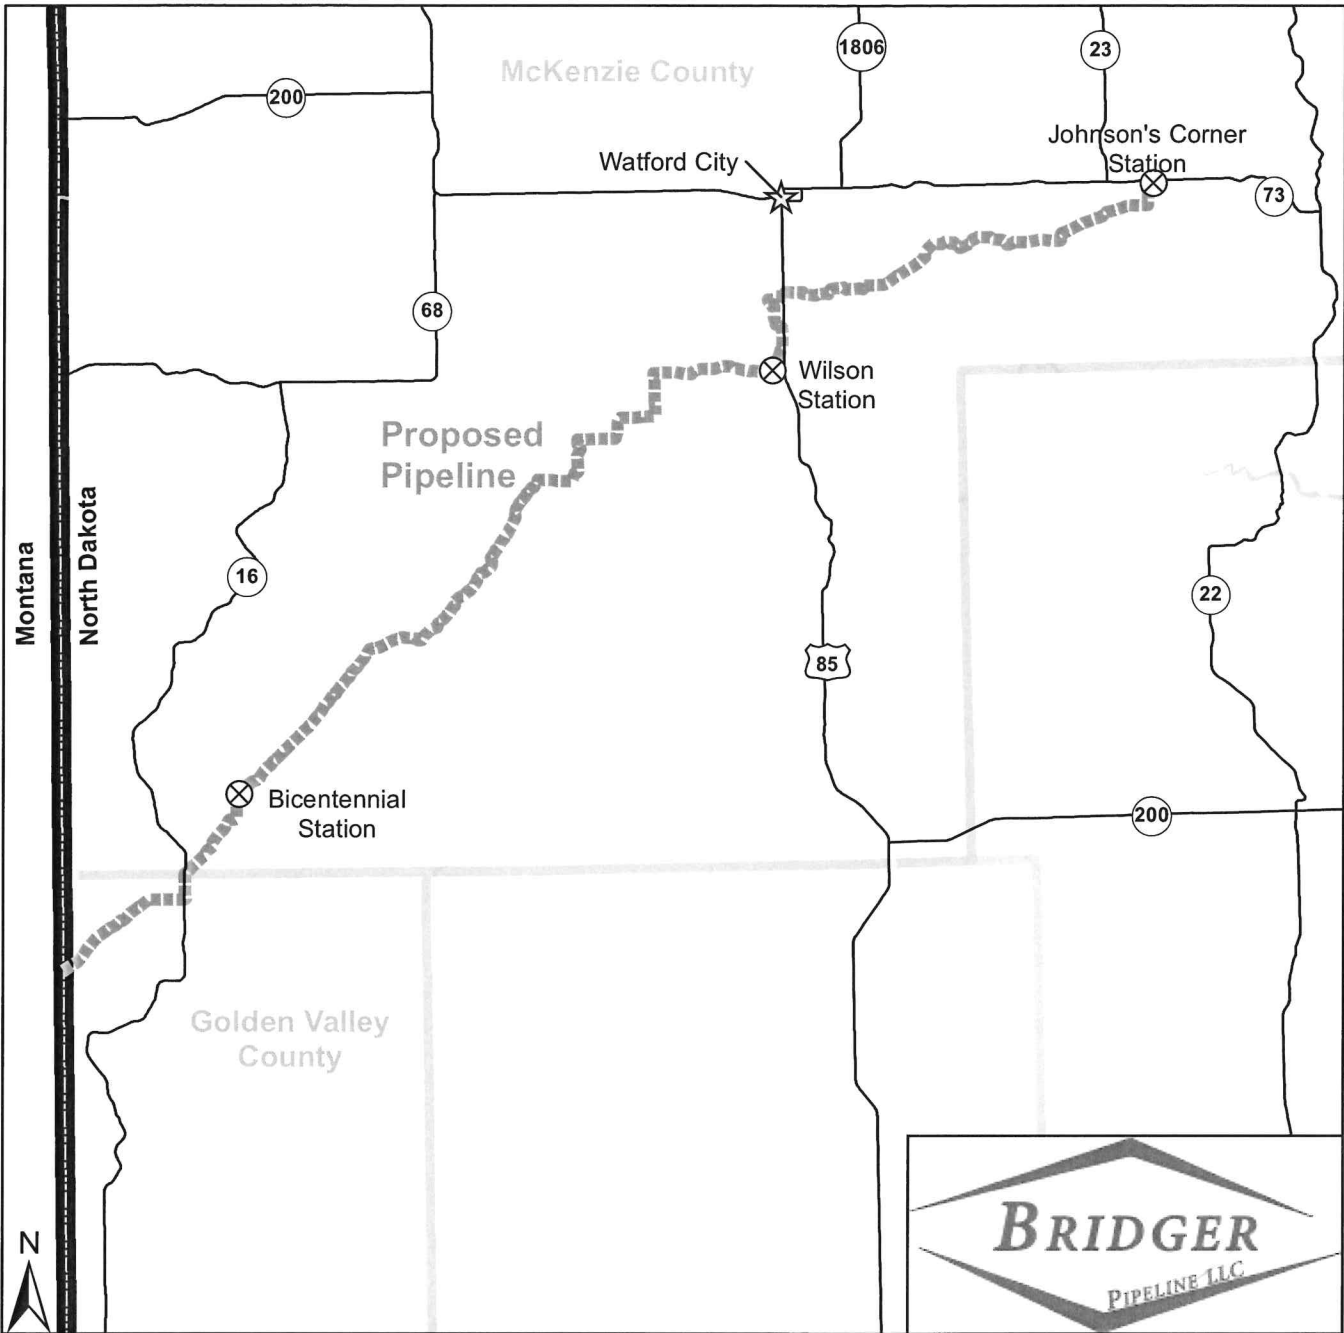 McKenzie County
1806
23
200
Johnson's Corner
Station
Watford City
73
68
Wilson
Station
Proposed
Pipeline
Montana
North Dakota
16
22
85
Bicentennial
Station
200
Golden Valley
County
N
BRIDGER
PIPELINE LLC